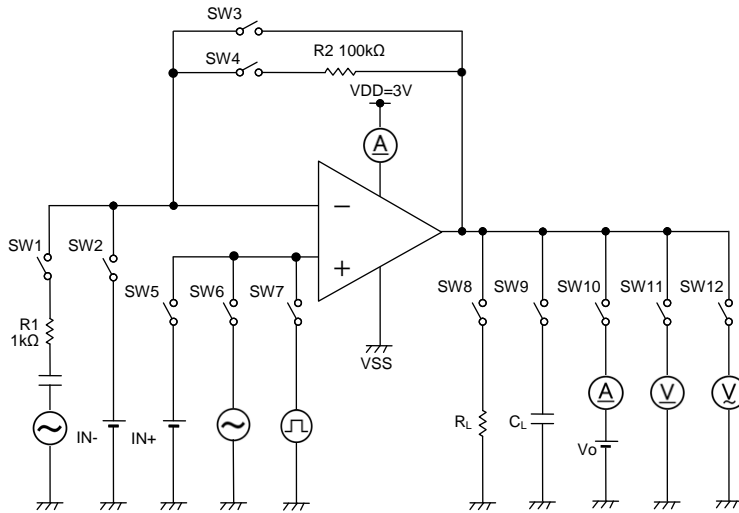 SW3
SW4
R2 100kΩ
VDD=3V
A
−
+
SW1
SW2
SW5
SW6
SW7
SW8
SW9
SW10
SW11
SW12
R1
1kΩ
VSS
A
V
V
IN-
IN+
RL
CL
Vo